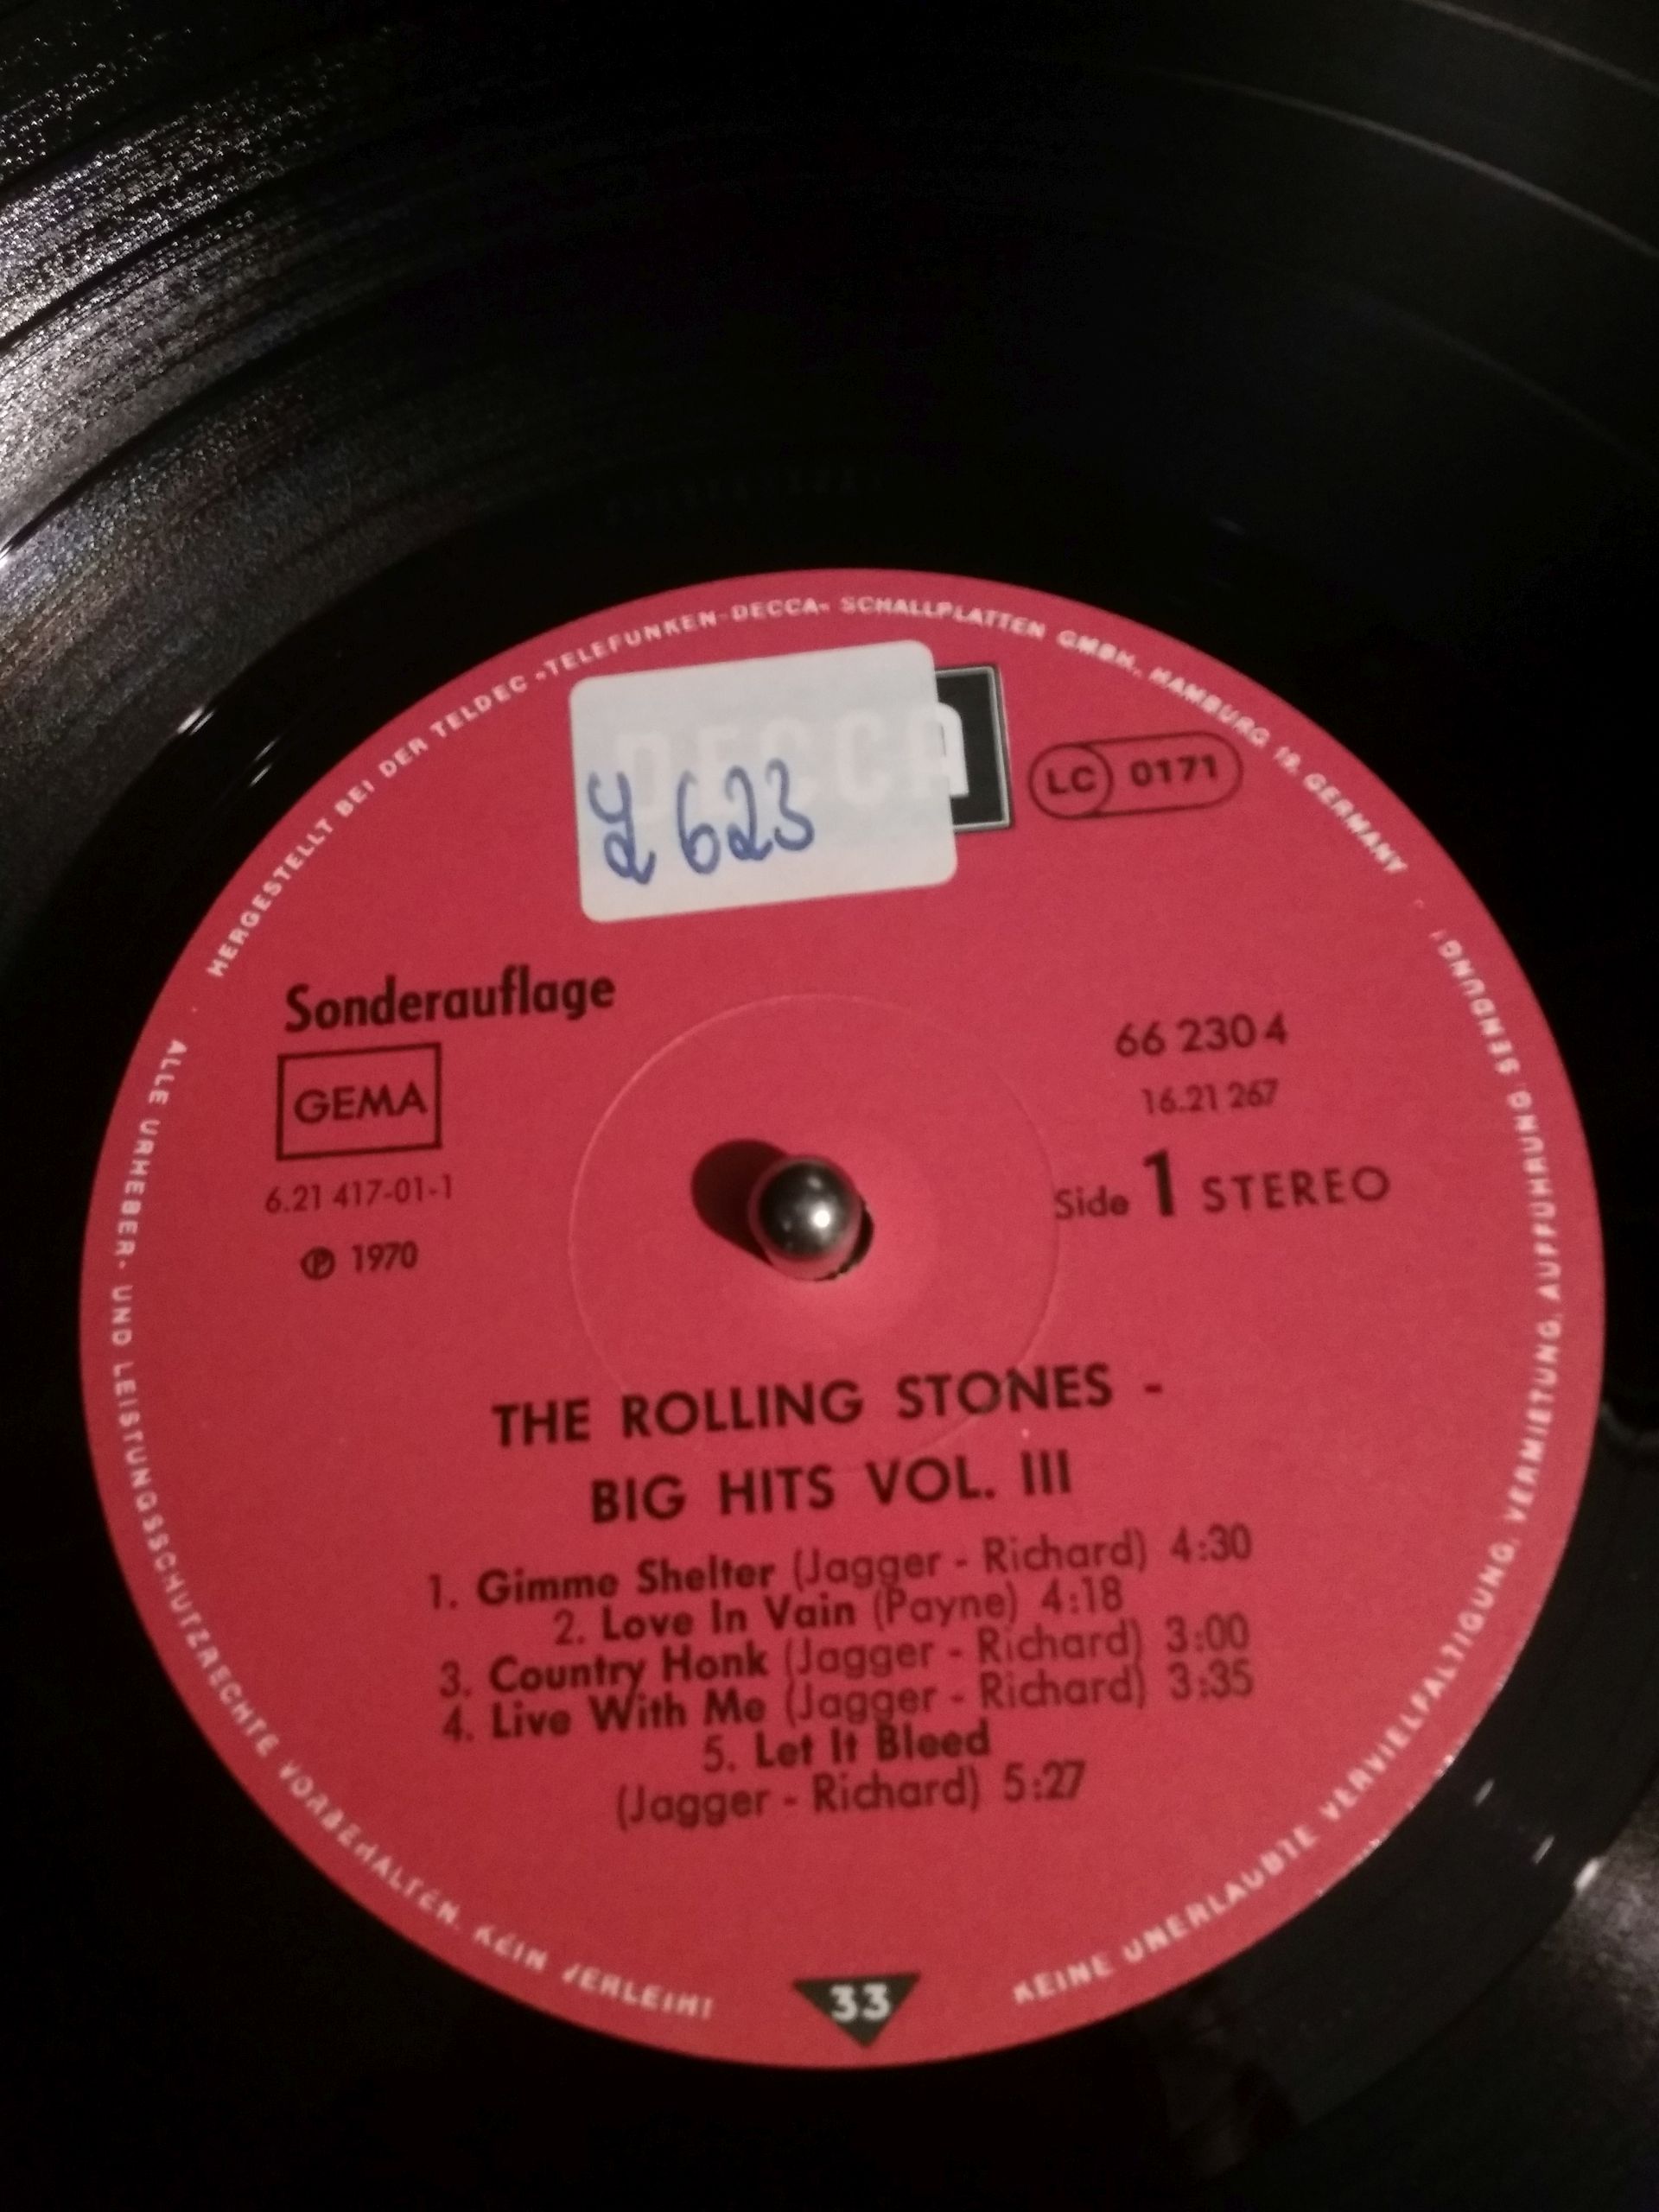 HERGESTELLT BEI DER TELDEC »TELEFUNKEN-DECCA« SCHALLPLATTEN GMBH., HAMBURG 19, GERMANY
DECCA
LC 0171
L 623
Sonderauflage
GEMA
6.21 417-01-1
℗ 1970
66 230 4
16.21 267
Side 1 STEREO
THE ROLLING STONES -
BIG HITS VOL. III
1. Gimme Shelter (Jagger - Richard) 4:30
2. Love In Vain (Payne) 4:18
3. Country Honk (Jagger - Richard) 3:00
4. Live With Me (Jagger - Richard) 3:35
5. Let It Bleed
(Jagger - Richard) 5:27
33
ALLE URHEBER- UND LEISTUNGSSCHUTZRECHTE VORBEHALTEN. KEIN VERLEIH!
KEINE UNERLAUBTE VERVIELFALTIGUNG, VERMIETUNG, AUFFUHRUNG, SENDUNG!